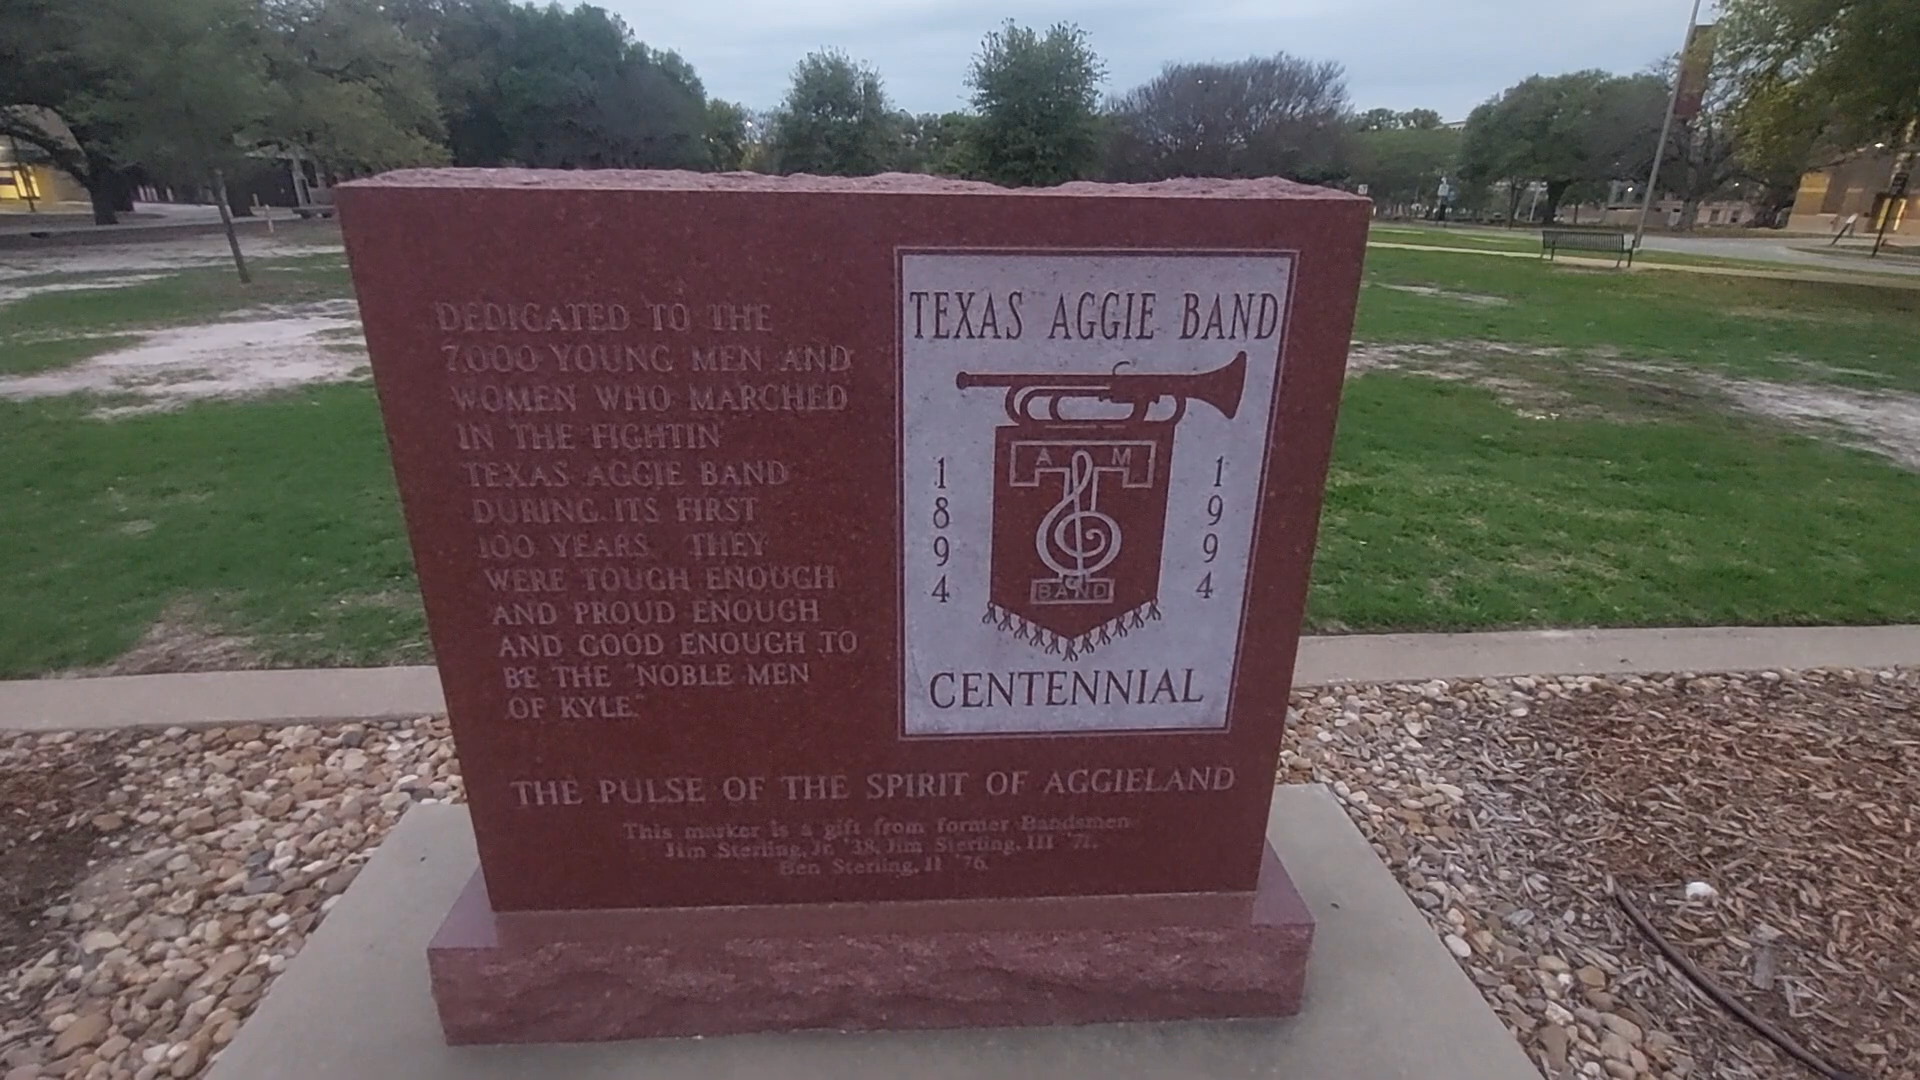 DEDICATED TO THE
7,000 YOUNG MEN AND
WOMEN WHO MARCHED
IN THE FIGHTIN
TEXAS AGGIE BAND
DURING ITS FIRST
100 YEARS. THEY
WERE TOUGH ENOUGH
AND PROUD ENOUGH
AND GOOD ENOUGH TO
BE THE "NOBLE MEN
OF KYLE."
TEXAS AGGIE BAND
1894
A M
T
BAND
1994
CENTENNIAL
THE PULSE OF THE SPIRIT OF AGGIELAND
This marker is a gift from former Bandsmen
Jim Sterling, Jr. '38, Jim Sterling, III
Ben Sterling, II '76.